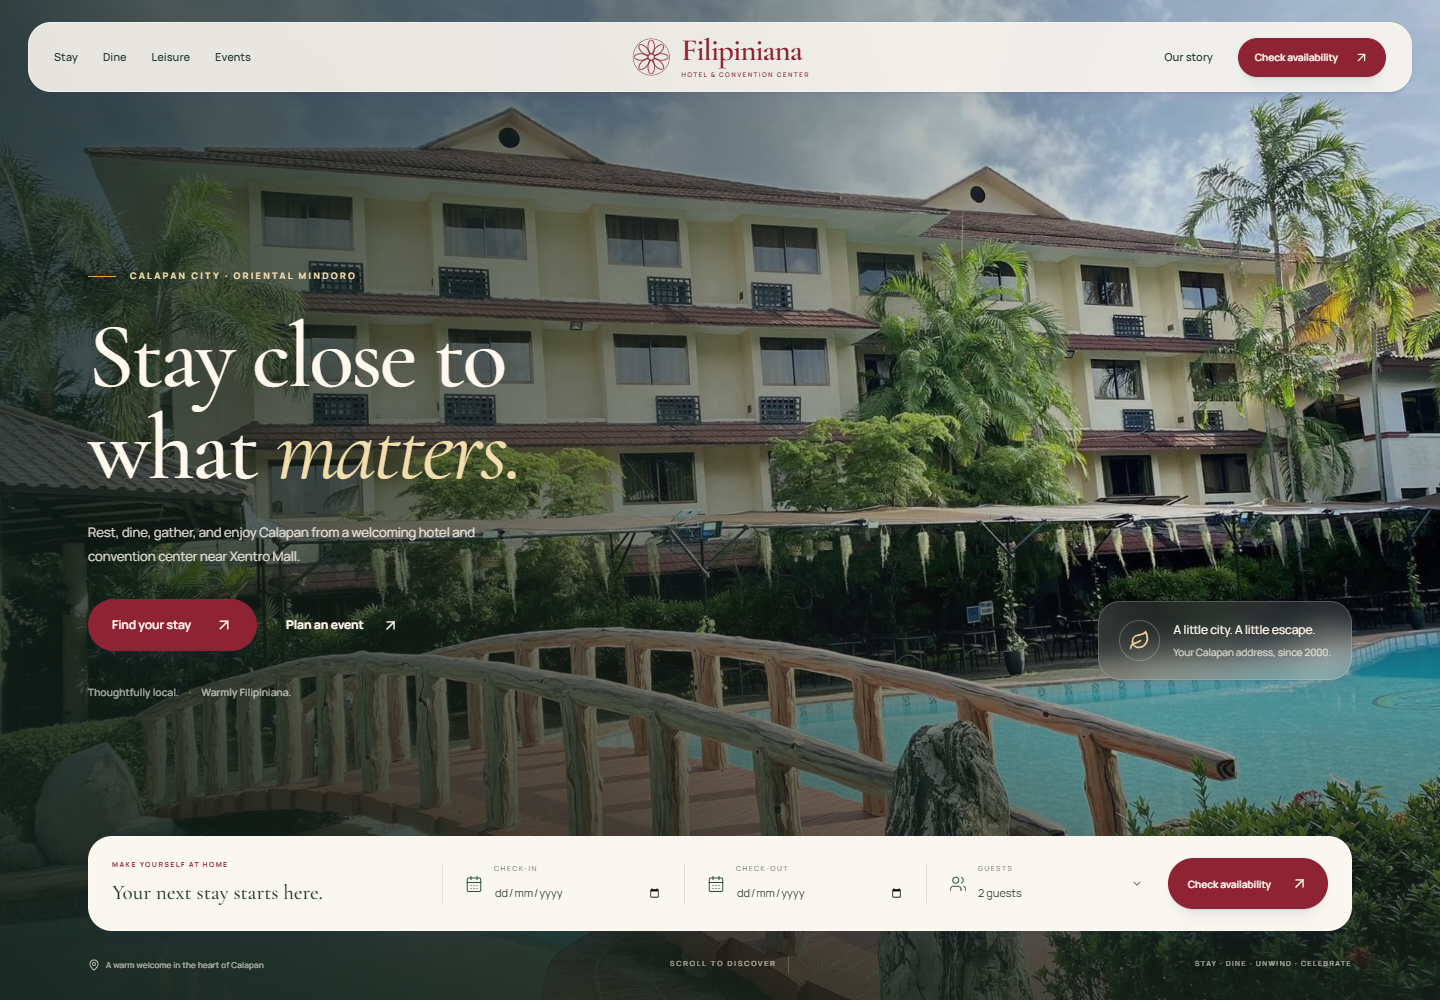 Stay
Dine
Leisure
Events
Filipiniana
HOTEL & CONVENTION CENTER
Our story
Check availability
CALAPAN CITY · ORIENTAL MINDORO
Stay close to
what matters.
Rest, dine, gather, and enjoy Calapan from a welcoming hotel and
convention center near Xentro Mall.
Find your stay
Plan an event
A little city. A little escape.
Your Calapan address, since 2000.
Thoughtfully local. · Warmly Filipiniana.
MAKE YOURSELF AT HOME
Your next stay starts here.
CHECK-IN
dd/mm/yyyy
CHECK-OUT
dd/mm/yyyy
GUESTS
2 guests
Check availability
A warm welcome in the heart of Calapan
SCROLL TO DISCOVER
STAY · DINE · UNWIND · CELEBRATE